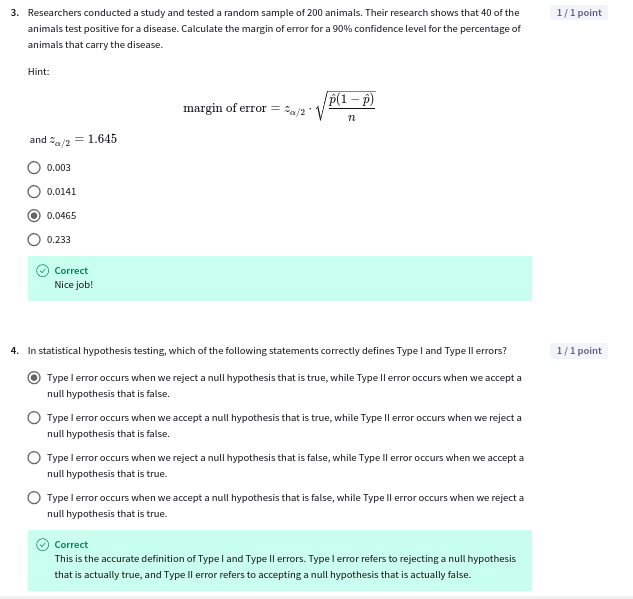 3. Researchers conducted a study and tested a random sample of 200 animals. Their research shows that 40 of the
1 / 1 point
animals test positive for a disease. Calculate the margin of error for a 90% confidence level for the percentage of
animals that carry the disease.
Hint:
margin of error = z_{α/2} · √(p̂(1 − p̂)/n)
and z_{α/2} = 1.645
0.003
0.0141
0.0465
0.233
Correct
Nice job!
4. In statistical hypothesis testing, which of the following statements correctly defines Type I and Type II errors?
1 / 1 point
Type I error occurs when we reject a null hypothesis that is true, while Type II error occurs when we accept a
null hypothesis that is false.
Type I error occurs when we accept a null hypothesis that is true, while Type II error occurs when we reject a
null hypothesis that is false.
Type I error occurs when we reject a null hypothesis that is false, while Type II error occurs when we accept a
null hypothesis that is true.
Type I error occurs when we accept a null hypothesis that is false, while Type II error occurs when we reject a
null hypothesis that is true.
Correct
This is the accurate definition of Type I and Type II errors. Type I error refers to rejecting a null hypothesis
that is actually true, and Type II error refers to accepting a null hypothesis that is actually false.